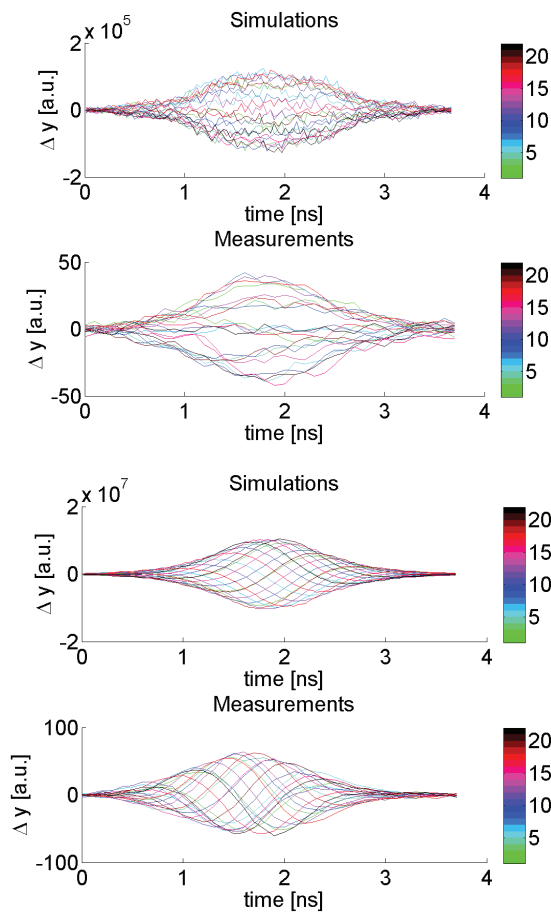 Simulations
x 10^5
2
0
-2
Δ y [a.u.]
0 1 2 3 4
time [ns]
20
15
10
5
Measurements
50
0
-50
Δ y [a.u.]
0 1 2 3 4
time [ns]
20
15
10
5
Simulations
x 10^7
2
0
-2
Δ y [a.u.]
0 1 2 3 4
time [ns]
20
15
10
5
Measurements
100
0
-100
Δ y [a.u.]
0 1 2 3 4
time [ns]
20
15
10
5